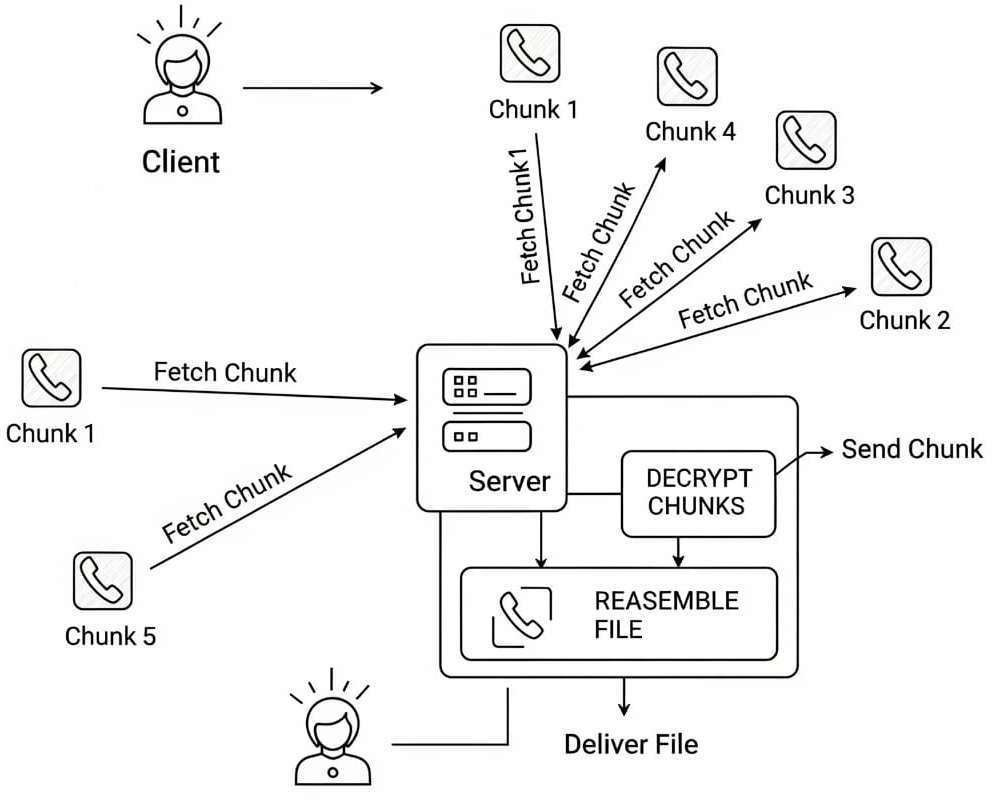 Chunk 1
Chunk 4
Client
Chunk 3
Fetch Chunk1
Fetch Chunk
Fetch Chunk
Fetch Chunk
Chunk 2
Fetch Chunk
Chunk 1
Server
DECRYPT
CHUNKS
Send Chunk
Fetch Chunk
REASEMBLE
FILE
Chunk 5
Deliver File